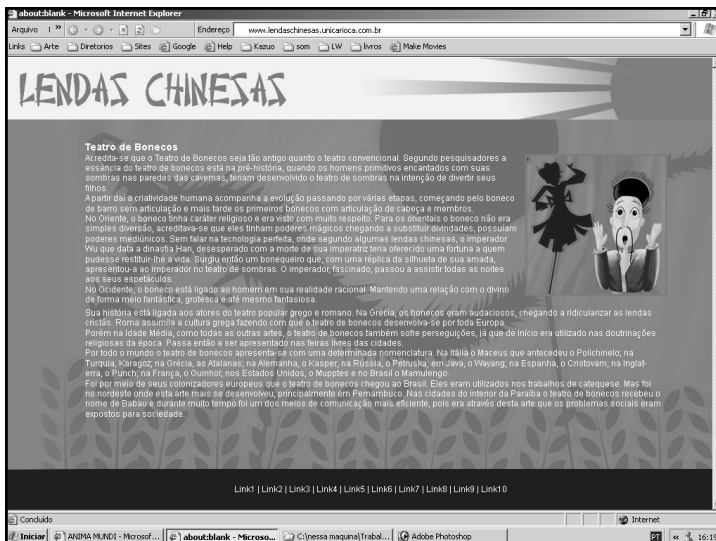 about:blank - Microsoft Internet Explorer
Arquivo
Endereço www.lendaschinesas.unicarioca.com.br
Links Arte Diretorios Sites Google Help Kazuo som LW livros Make Movies
LENDAS CHINESAS
Teatro de Bonecos
Acredita-se que o Teatro de Bonecos seja tão antigo quanto o teatro convencional. Segundo pesquisadores a
essência do teatro de bonecos está na pré-história, quando os homens primitivos encantados com suas
sombras nas paredes das cavernas, teriam desenvolvido o teatro de sombras na intenção de divertir seus
filhos.
A partir daí a criatividade humana acompanha a evolução passando por várias etapas, começando pelo boneco
de barro sem articulação e mais tarde os primeiros bonecos com articulação de cabeça e membros.
No Oriente, o boneco tinha caráter religioso e era visto com muito respeito. Para os orientais o boneco não era
simples diversão, acreditava-se que eles tinham poderes mágicos chegando a substituir divindades, possuíam
poderes mediúnicos. Sem falar na tecnologia perfeita, onde segundo algumas lendas chinesas, o imperador
Wu que data a dinastia Han, desesperado com a morte de sua imperatriz teria oferecido uma fortuna a quem
pudesse restituir-lhe a vida. Surgiu então um bonequeiro que, com uma réplica da silhueta de sua amada,
apresentou-a ao imperador no teatro de sombras. O imperador, fascinado, passou a assistir todas as noites
aos seus espetáculos.
No Ocidente, o boneco está ligado ao homem em sua realidade racional. Mantendo uma relação com o divino
de forma meio fantástica, grotesca e até mesmo fantasiosa.
Sua história está ligada aos atores do teatro popular grego e romano. Na Grécia, os bonecos eram audaciosos, chegando a ridicularizar as lendas
cristãs. Roma assimila a cultura grega fazendo com que o teatro de bonecos desenvolva-se por toda Europa.
Porém na Idade Média, como todas as outras artes, o teatro de bonecos também sofre perseguições, já que de início era utilizado nas doutrinações
religiosas da época. Passa então a ser apresentado nas feiras livres das cidades.
Por todo o mundo o teatro de bonecos apresenta-se com uma determinada nomenclatura. Na Itália o Maceus que antecedeu o Polichinelo; na
Turquia, Karagoz; na Grécia, as Atalanas; na Alemanha, o Kasper, na Rússia, o Petruska; em Java, o Wayang; na Espanha, o Cristovam; na Inglat-
erra, o Punch; na França, o Guinhol; nos Estados Unidos, o Mupptes e no Brasil o Mamulengo.
Foi por meio de seus colonizadores europeus que o teatro de bonecos chegou ao Brasil. Eles eram utilizados nos trabalhos de catequese. Mas foi
no nordeste onde esta arte mais se desenvolveu, principalmente em Pernambuco. Nas cidades do interior da Paraíba o teatro de bonecos recebeu o
nome de Babau e durante muito tempo foi um dos meios de comunicação mais eficiente, pois era através desta arte que os problemas sociais eram
expostos para sociedade.
Link1 | Link2 | Link3 | Link4 | Link5 | Link6 | Link7 | Link8 | Link9 | Link10
Concluído Internet
Iniciar ANIMA MUNDI - Microsof... about:blank - Microso... C:\nessa maquina\Trabal... Adobe Photoshop PT « 16:19